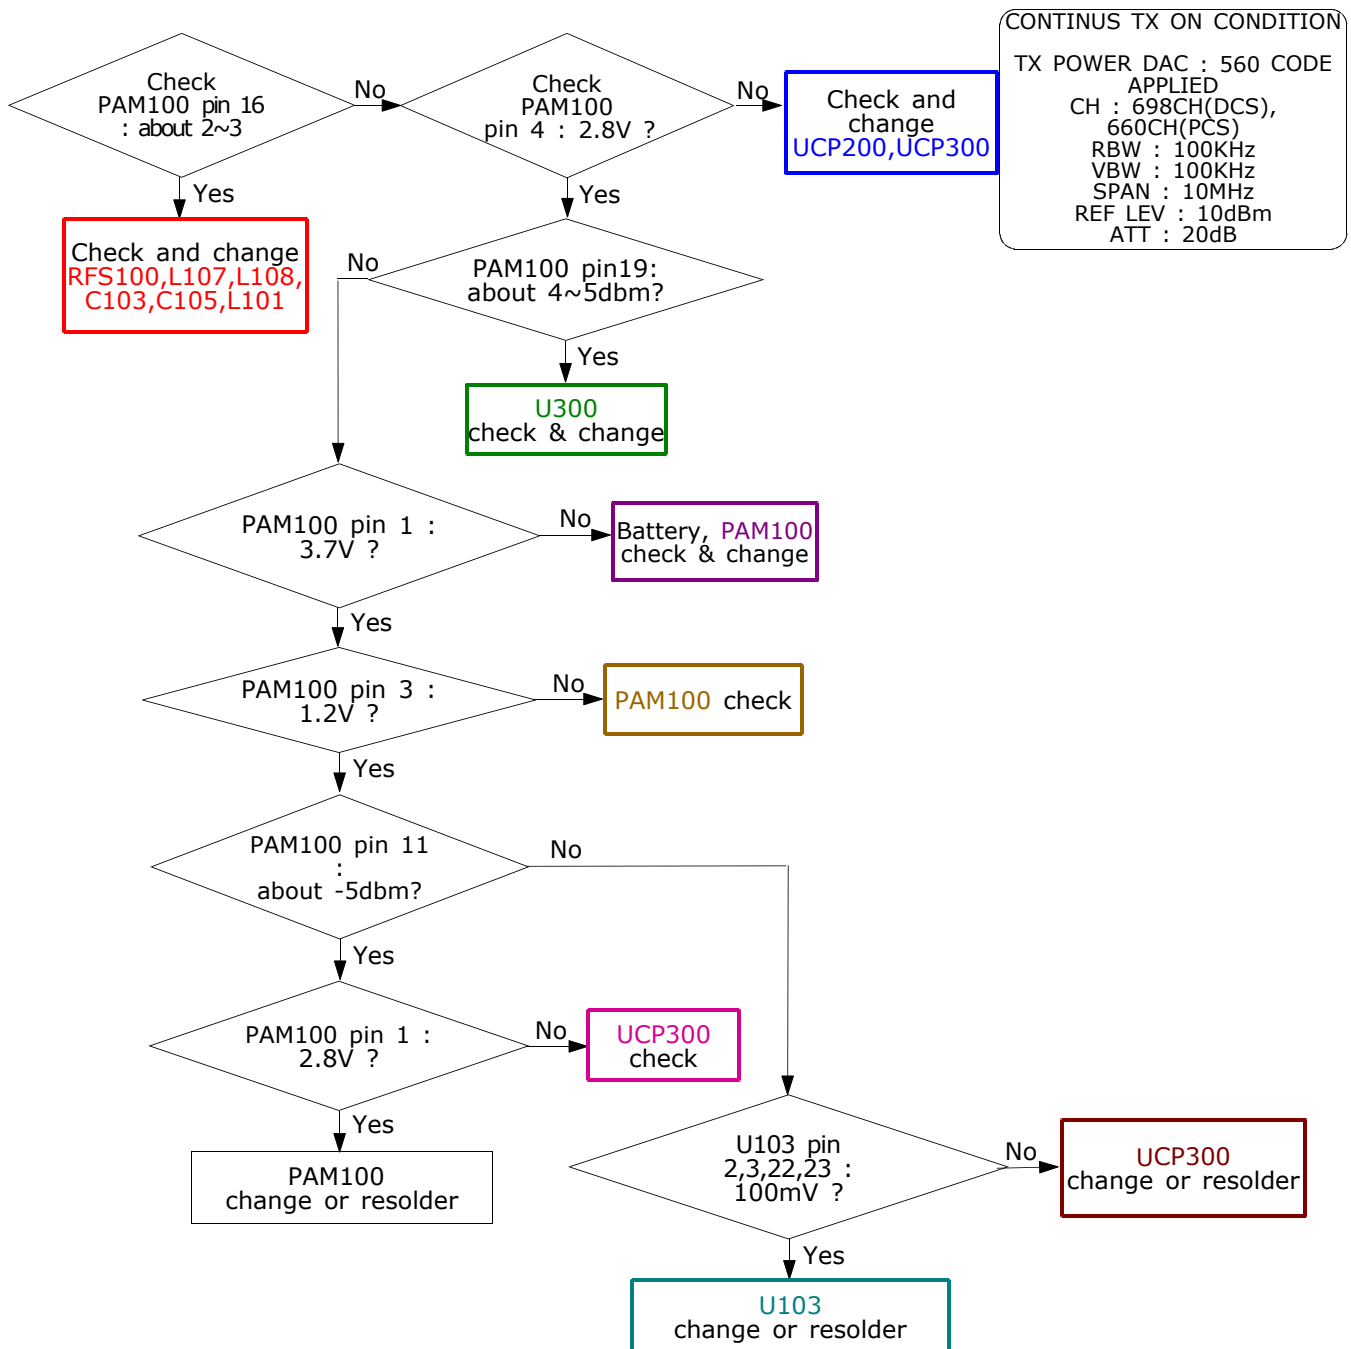 CONTINUS TX ON CONDITION
TX POWER DAC : 560 CODE
APPLIED
CH : 698CH(DCS),
660CH(PCS)
RBW : 100KHz
VBW : 100KHz
SPAN : 10MHz
REF LEV : 10dBm
ATT : 20dB
Check
PAM100 pin 16
: about 2~3
No
Check
PAM100
pin 4 : 2.8V ?
No
Check and
change
UCP200,UCP300
Yes
Yes
Check and change
RFS100,L107,L108,
C103,C105,L101
No
PAM100 pin19:
about 4~5dbm?
Yes
U300
check & change
PAM100 pin 1 :
3.7V ?
No
Battery, PAM100
check & change
Yes
PAM100 pin 3 :
1.2V ?
No
PAM100 check
Yes
PAM100 pin 11
:
about -5dbm?
No
Yes
PAM100 pin 1 :
2.8V ?
No
UCP300
check
Yes
PAM100
change or resolder
U103 pin
2,3,22,23 :
100mV ?
No
UCP300
change or resolder
Yes
U103
change or resolder